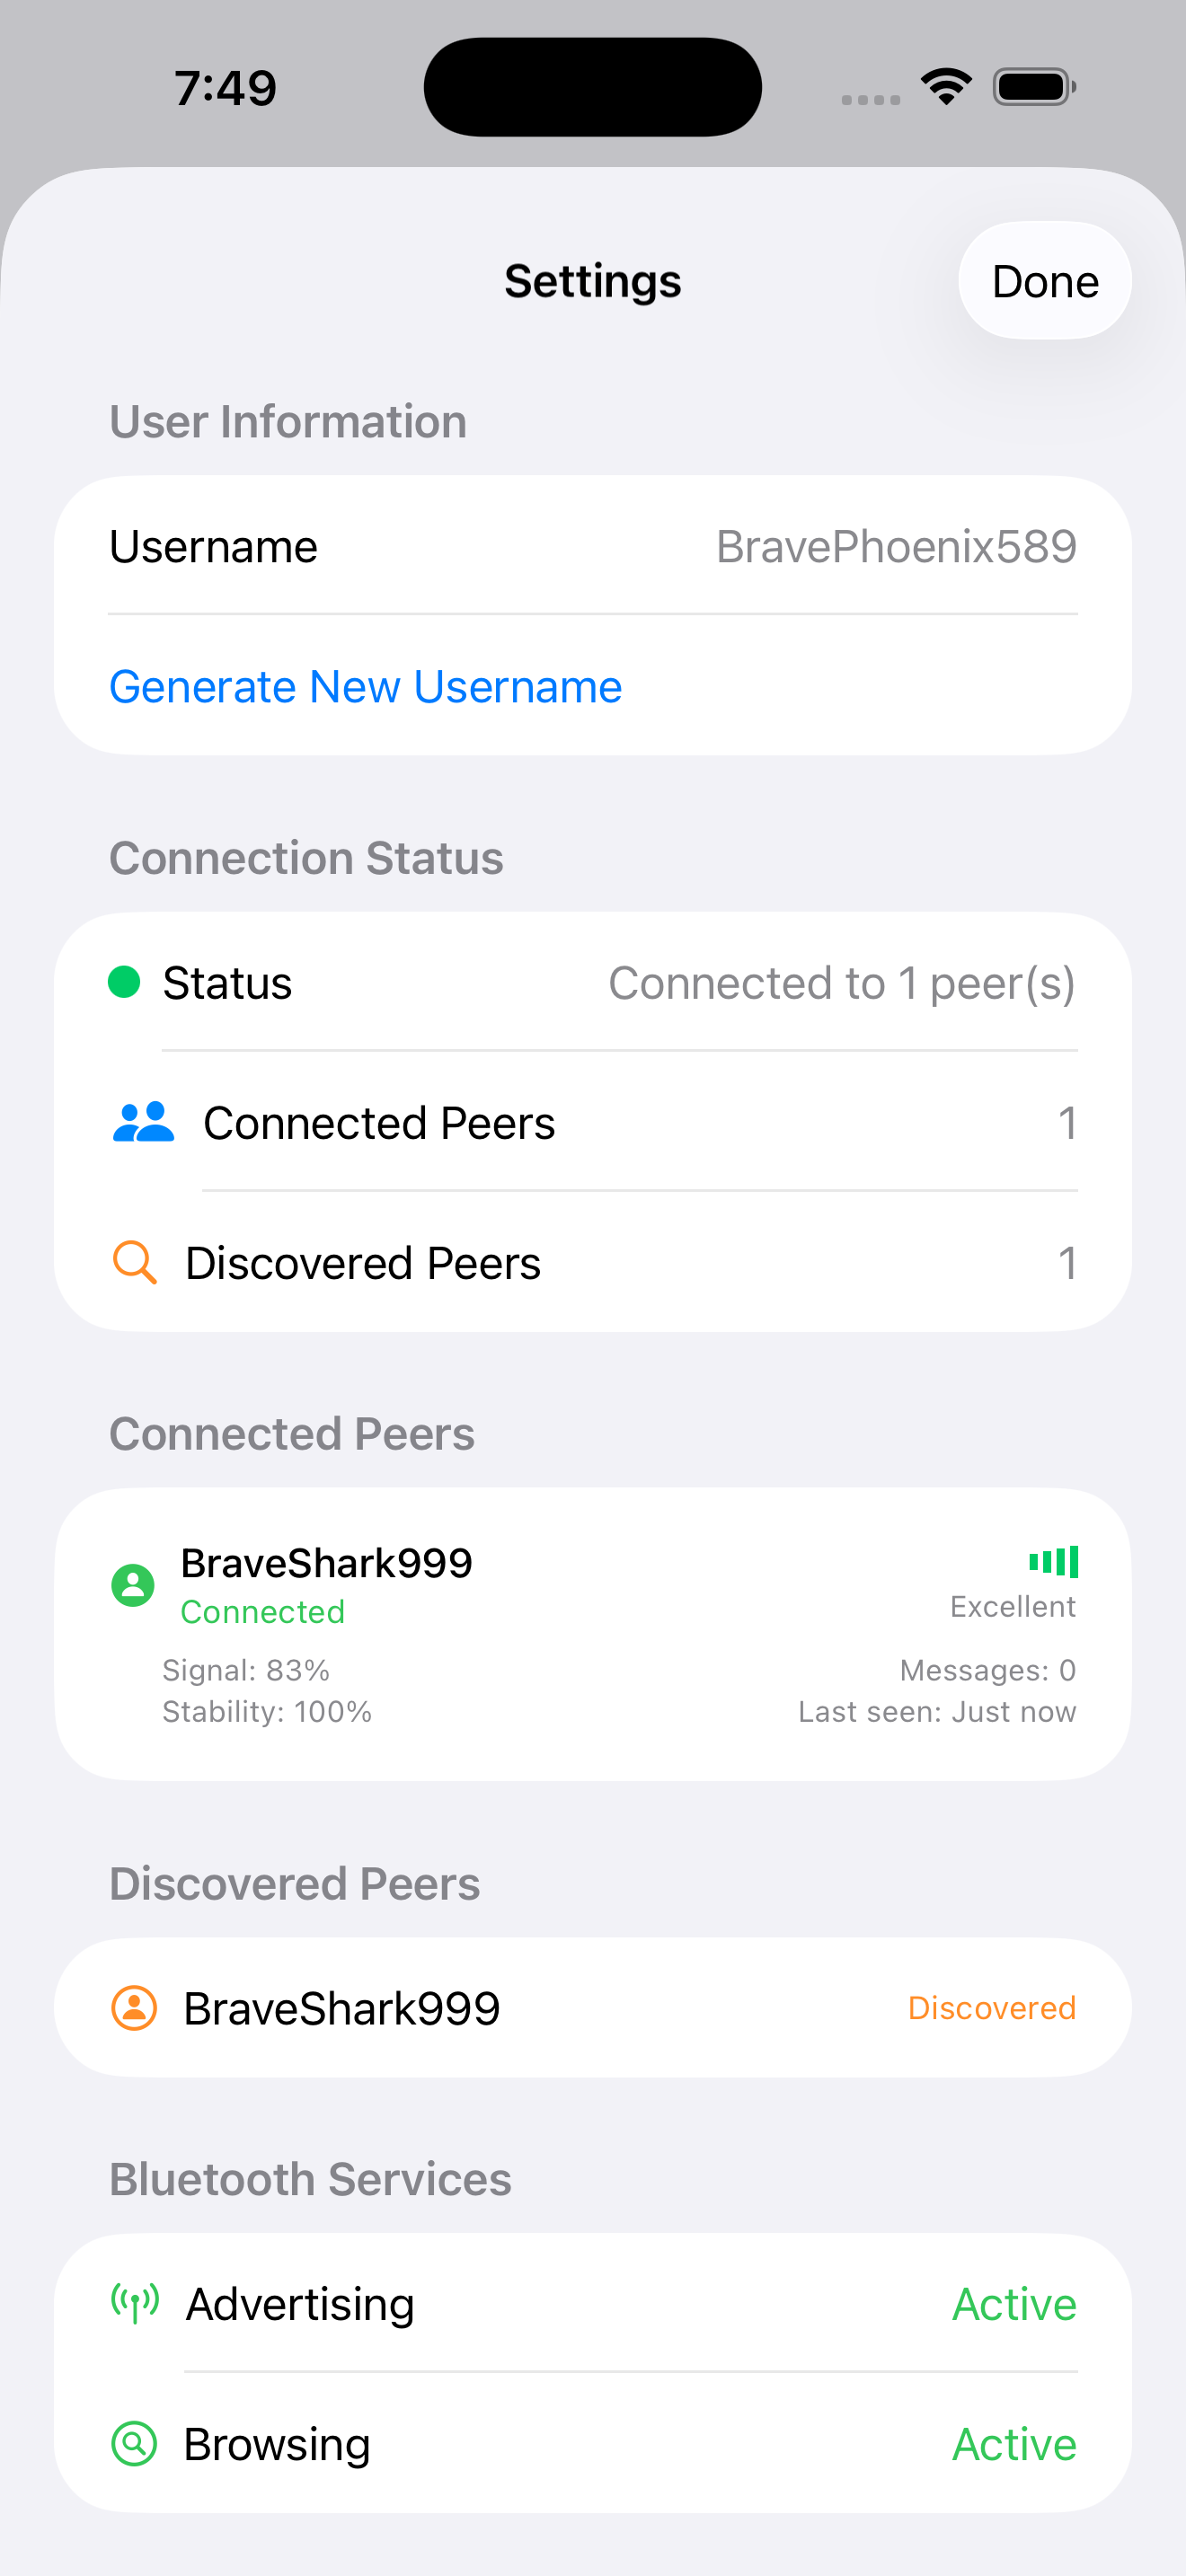 7:49
Settings
Done
User Information
Username BravePhoenix589
Generate New Username
Connection Status
Status Connected to 1 peer(s)
Connected Peers 1
Discovered Peers 1
Connected Peers
BraveShark999
Connected
Excellent
Signal: 83% Messages: 0
Stability: 100% Last seen: Just now
Discovered Peers
BraveShark999 Discovered
Bluetooth Services
Advertising Active
Browsing Active